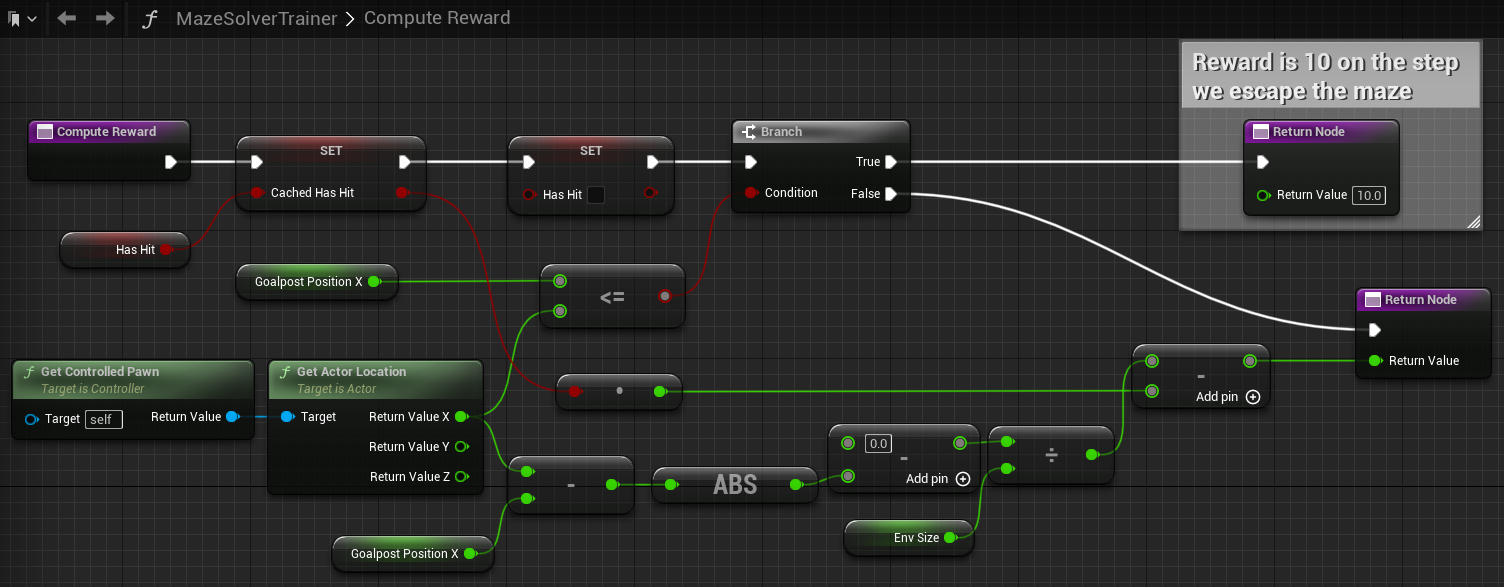 MazeSolverTrainer > Compute Reward
Reward is 10 on the step
we escape the maze
Compute Reward
SET
Cached Has Hit
SET
Has Hit
Branch
True
Condition
False
Return Node
Return Value 10.0
Has Hit
Goalpost Position X
<=
Return Node
Return Value
Get Controlled Pawn
Target is Controller
Target self
Return Value
Get Actor Location
Target is Actor
Target
Return Value X
Return Value Y
Return Value Z
-
Add pin
-
ABS
0.0
-
Add pin
÷
Goalpost Position X
Env Size